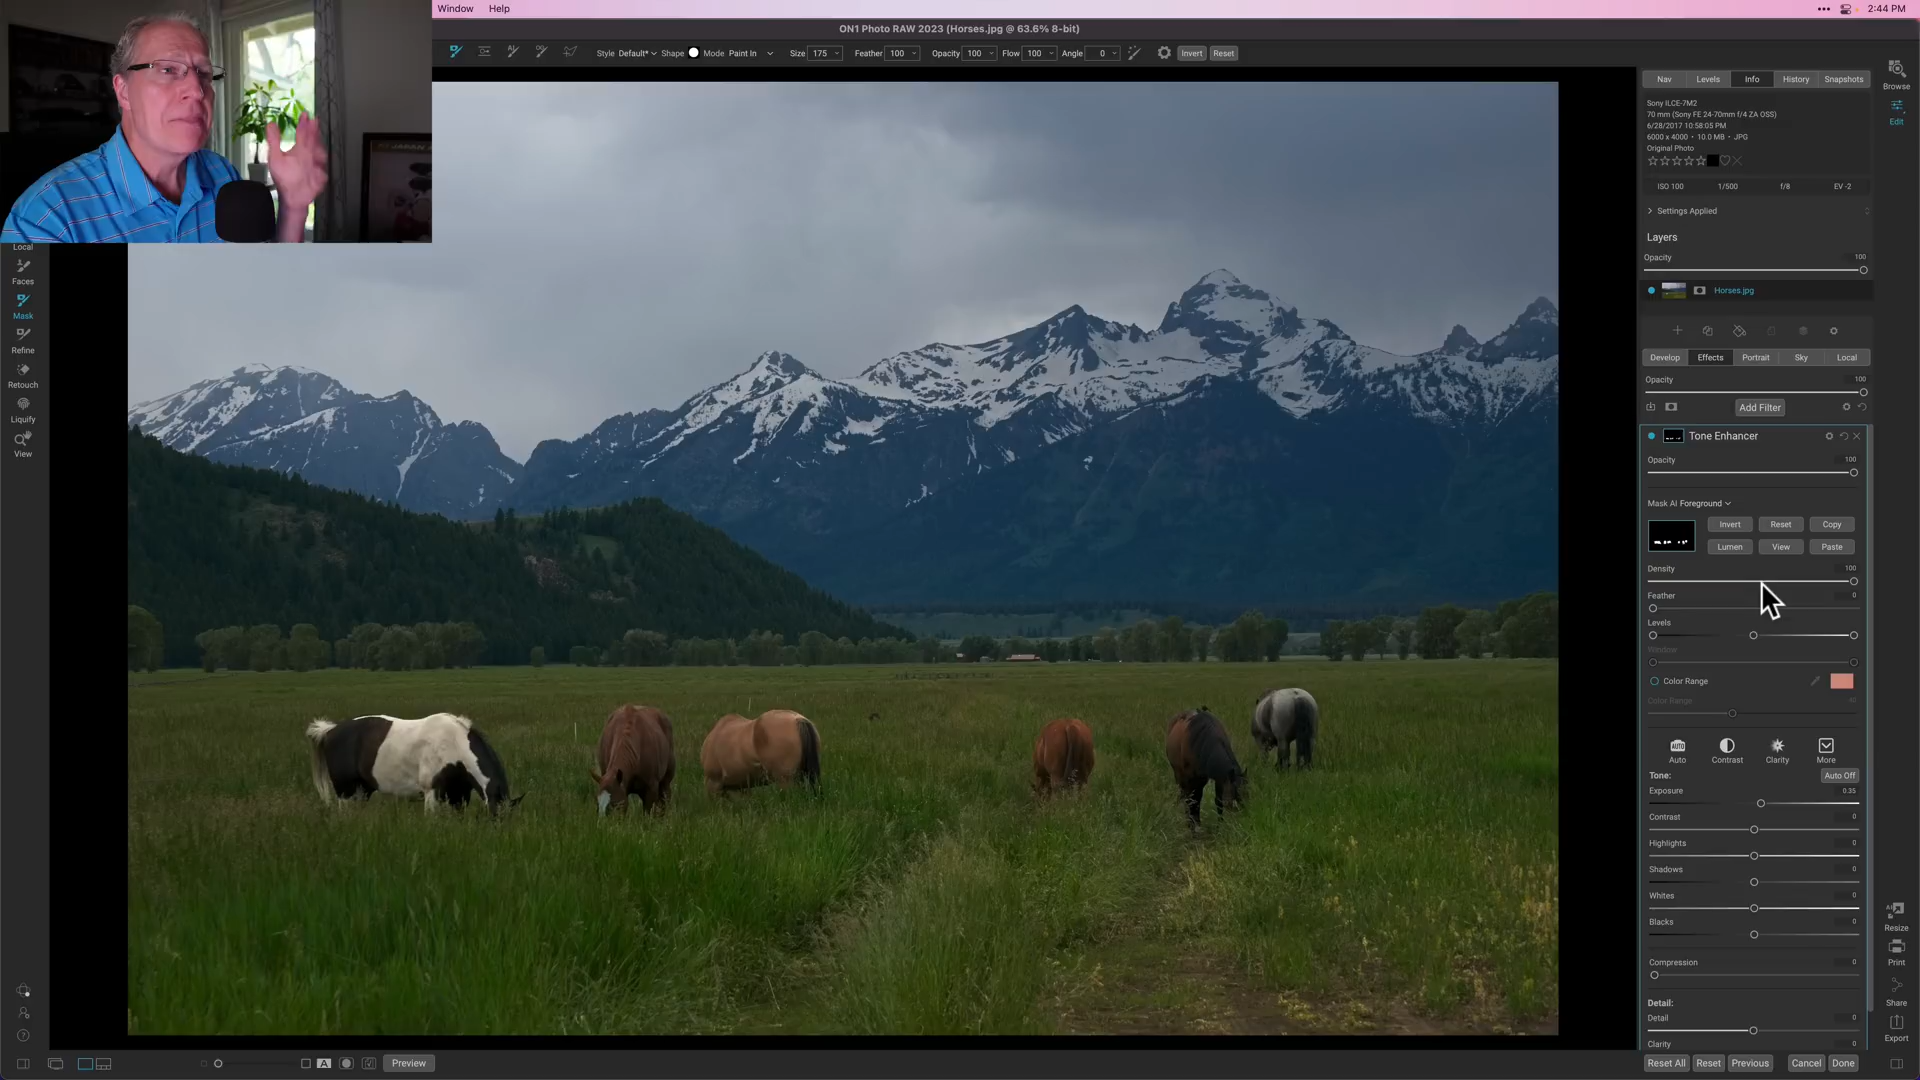 Window Help
2:44 PM
ON1 Photo RAW 2023 (Horses.jpg @ 63.6% 8-bit)
Style Default* Shape Mode Paint In Size 175 Feather 100 Opacity 100 Flow 100 Angle 0 Invert Reset
Local
Faces
Mask
Refine
Retouch
Liquify
View
Nav Levels Info History Snapshots
Sony ILCE-7M2
70 mm (Sony FE 24-70mm f/4 ZA OSS)
6/28/2017 10:58:05 PM
6000 x 4000 • 10.0 MB • JPG
Original Photo
ISO 100 1/500 f/8 EV -2
Settings Applied
Layers
Opacity 100
Horses.jpg
Develop Effects Portrait Sky Local
Opacity 100
Add Filter
Tone Enhancer
Opacity 100
Mask AI Foreground
Invert Reset Copy
Lumen View Paste
Density 100
Feather 0
Levels
Window
Color Range
Color Range
Auto Contrast Clarity More
Tone: Auto Off
Exposure 0.35
Contrast 0
Highlights 0
Shadows 0
Whites 0
Blacks 0
Compression 0
Detail:
Detail 0
Clarity 0
Reset All Reset Previous Cancel Done
Browse
Edit
AI
Resize
Print
Share
Export
A
Preview